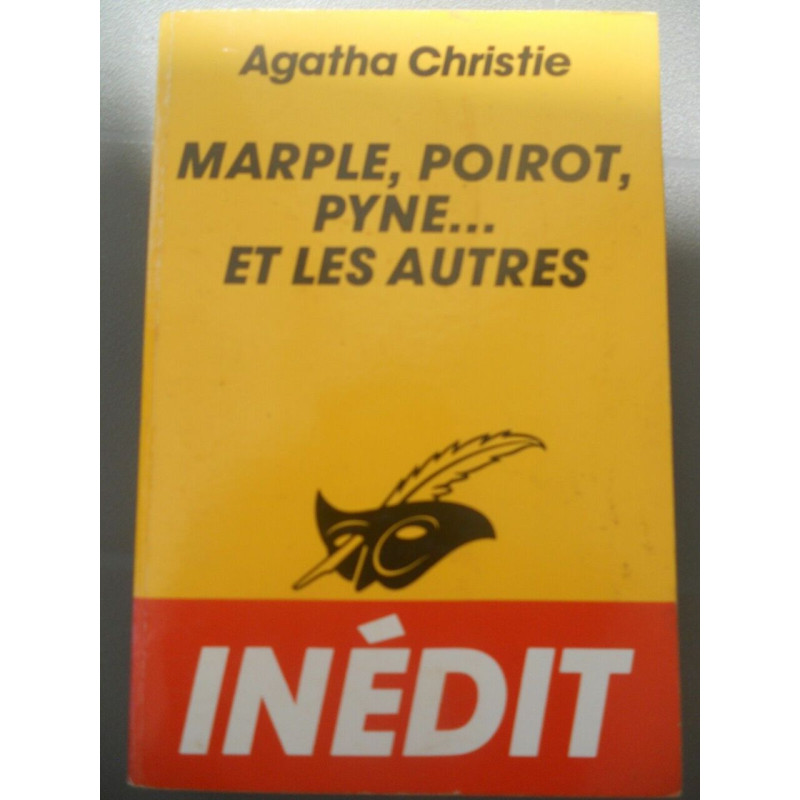 Agatha Christie
MARPLE, POIROT,
PYNE...
ET LES AUTRES
INÉDIT